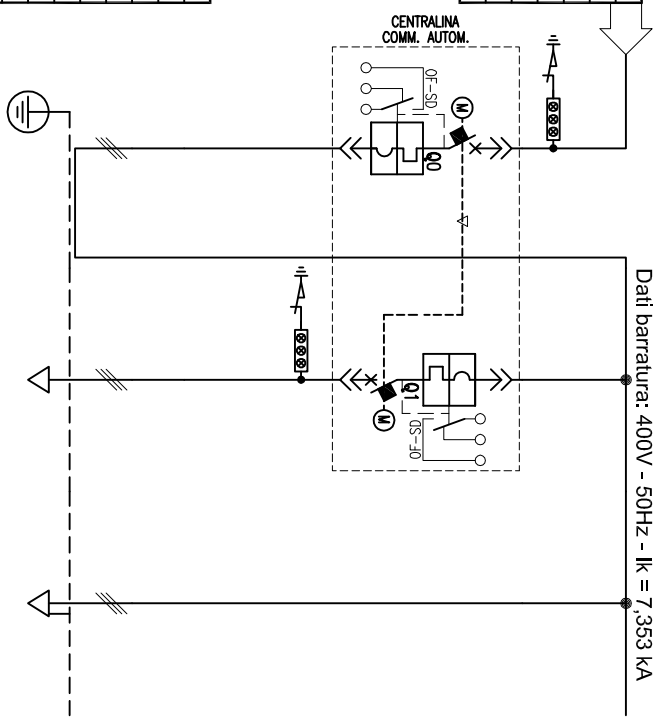 CENTRALINA
COMM. AUTOM.
OF-SD
M
Q0
Q1
M
OF-SD
Dati barratura: 400V - 50Hz - Ik = 7,353 kA